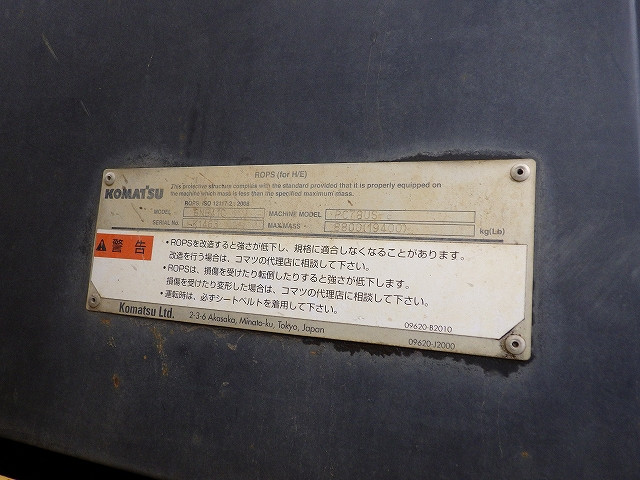 ROPS (for H/E)
KOMATSU
This protective structure complies with the standard provided that it is properly equipped on
the machine which mass is less than the specified maximum mass.
ROPS : ISO 12117-2 : 2008
MODEL MACHINE MODEL PC78US
SERIAL No. MAX MASS 8800(19400) kg(Lb)
警 告
・ROPSを改造すると強さが低下し、規格に適合しなくなることがあります。
改造を行う場合は、コマツの代理店に相談して下さい。
・ROPSは、損傷を受けたり転倒したりすると強さが低下します。
損傷を受けたり変形した場合は、コマツの代理店に相談して下さい。
・運転時は、必ずシートベルトを着用して下さい。
Komatsu Ltd.
2-3-6 Akasaka, Minato-ku, Tokyo, Japan
09620-B2010
09620-J2000